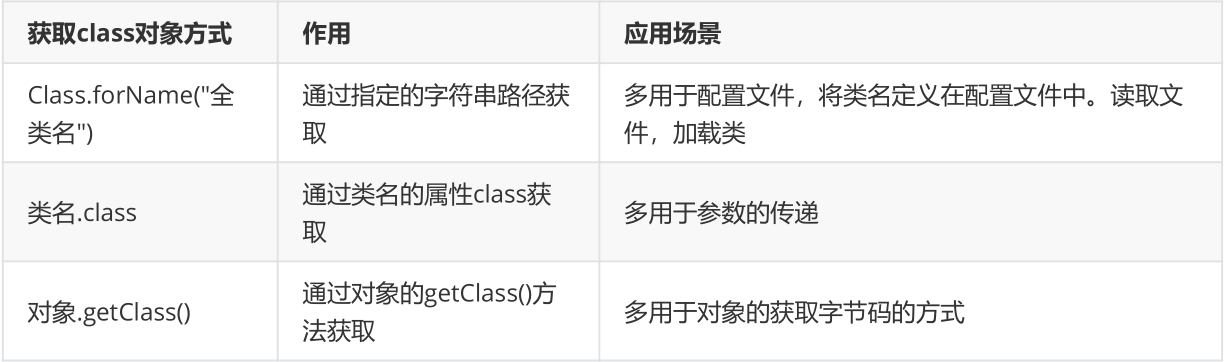 获取class对象方式
作用
应用场景
Class.forName("全
类名")
通过指定的字符串路径获
取
多用于配置文件，将类名定义在配置文件中。读取文
件，加载类
类名.class
通过类名的属性class获
取
多用于参数的传递
对象.getClass()
通过对象的getClass()方
法获取
多用于对象的获取字节码的方式